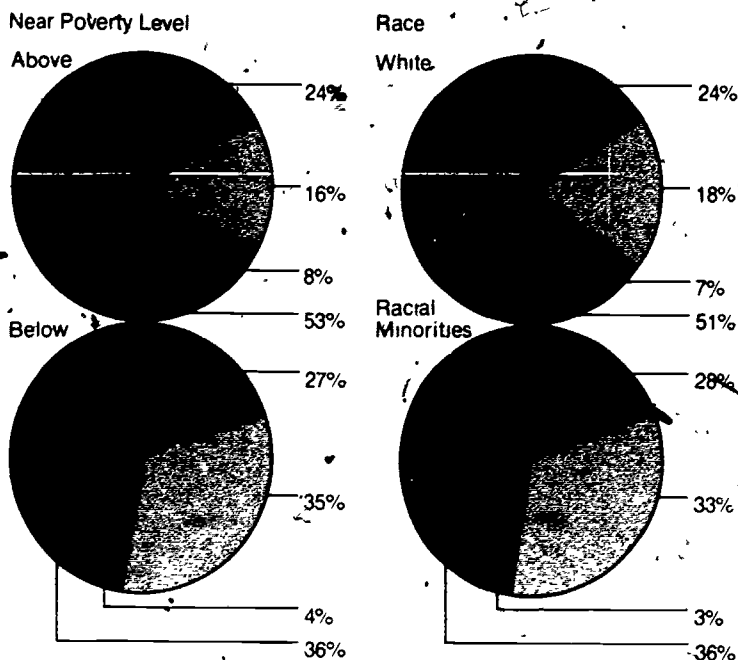 Near Poverty Level
Above
24%
16%
8%
53%
Below
27%
35%
4%
36%
Race
White
24%
18%
7%
51%
Racial
Minorities
28%
33%
3%
36%